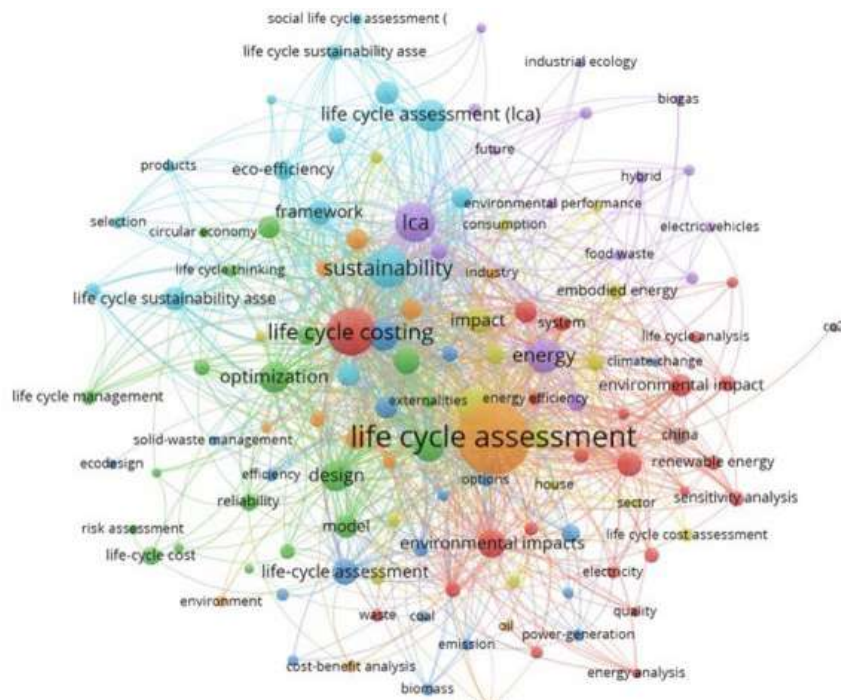 social life cycle assessment (
life cycle sustainability asse
industrial ecology
biogas
life cycle assessment (lca)
future
products
eco-efficiency
hybrid
selection
framework
lca
environmental performance
circular economy
consumption
electric vehicles
life cycle thinking
sustainability
industry
food waste
life cycle sustainability asse
embodied energy
life cycle costing
impact
system
co2
life cycle analysis
energy
climate change
optimization
environmental impact
life cycle management
externalities
energy efficiency
life cycle assessment
solid-waste management
china
ecodesign
efficiency
design
options
house
renewable energy
reliability
sector
sensitivity analysis
risk assessment
model
life-cycle cost
environmental impacts
life cycle cost assessment
life-cycle assessment
electricity
environment
waste
coal
oil
quality
emission
power-generation
cost-benefit analysis
biomass
energy analysis